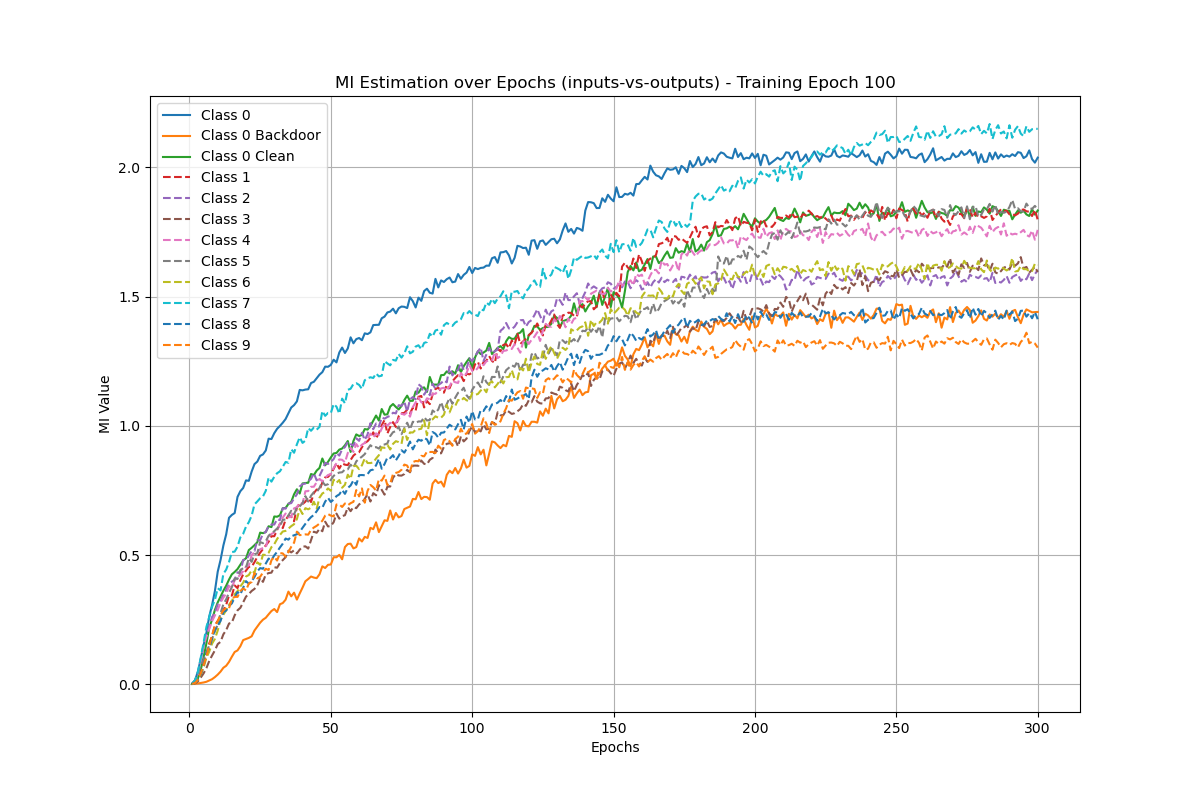 MI Estimation over Epochs (inputs-vs-outputs) - Training Epoch 100
Class 0
Class 0 Backdoor
Class 0 Clean
Class 1
Class 2
Class 3
Class 4
Class 5
Class 6
Class 7
Class 8
Class 9
MI Value
2.0
1.5
1.0
0.5
0.0
0 50 100 150 200 250 300
Epochs